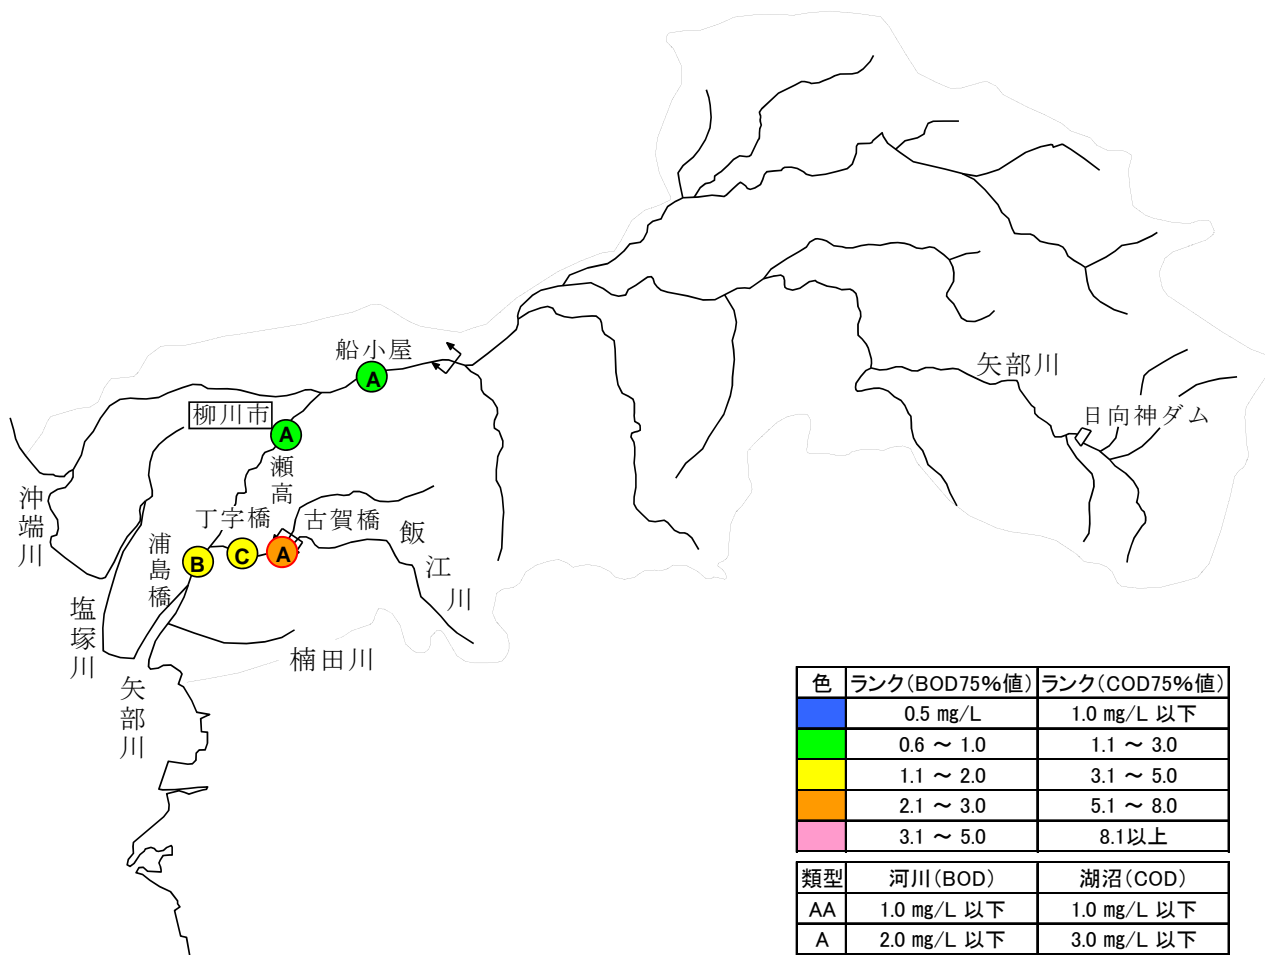 船小屋
A
矢部川
柳川市
A
日向神ダム
瀬高
沖端川
丁字橋
古賀橋
飯江川
浦島橋
B
C
A
塩塚川
楠田川
矢部川
色 ランク(BOD75%値) ランク(COD75%値)
0.5 ㎎/L 1.0 ㎎/L 以下
0.6 ～ 1.0 1.1 ～ 3.0
1.1 ～ 2.0 3.1 ～ 5.0
2.1 ～ 3.0 5.1 ～ 8.0
3.1 ～ 5.0 8.1以上
類型 河川(BOD) 湖沼(COD)
AA 1.0 ㎎/L 以下 1.0 ㎎/L 以下
A 2.0 ㎎/L 以下 3.0 ㎎/L 以下